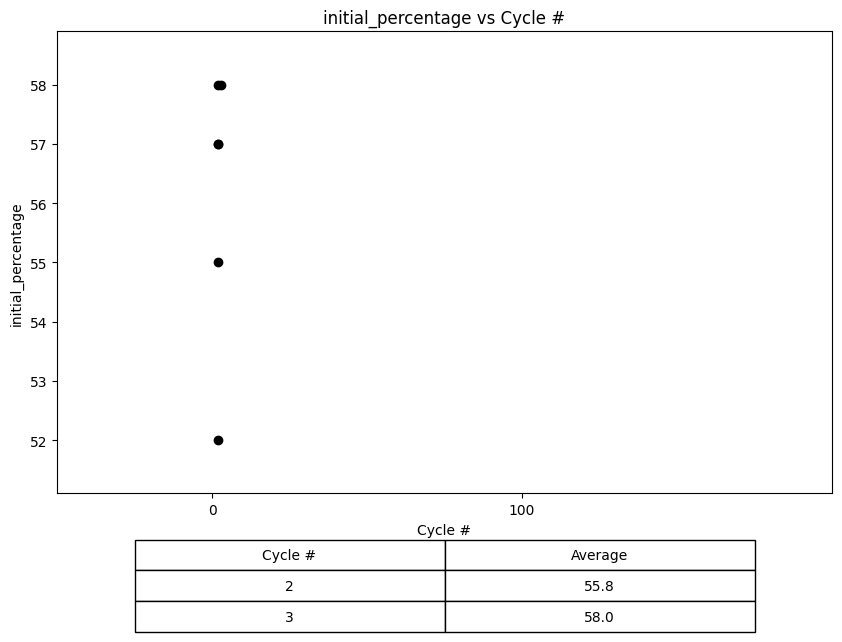 initial_percentage vs Cycle #
58
57
56
55
54
53
52
initial_percentage
0 100
Cycle #
Cycle # Average
2 55.8
3 58.0